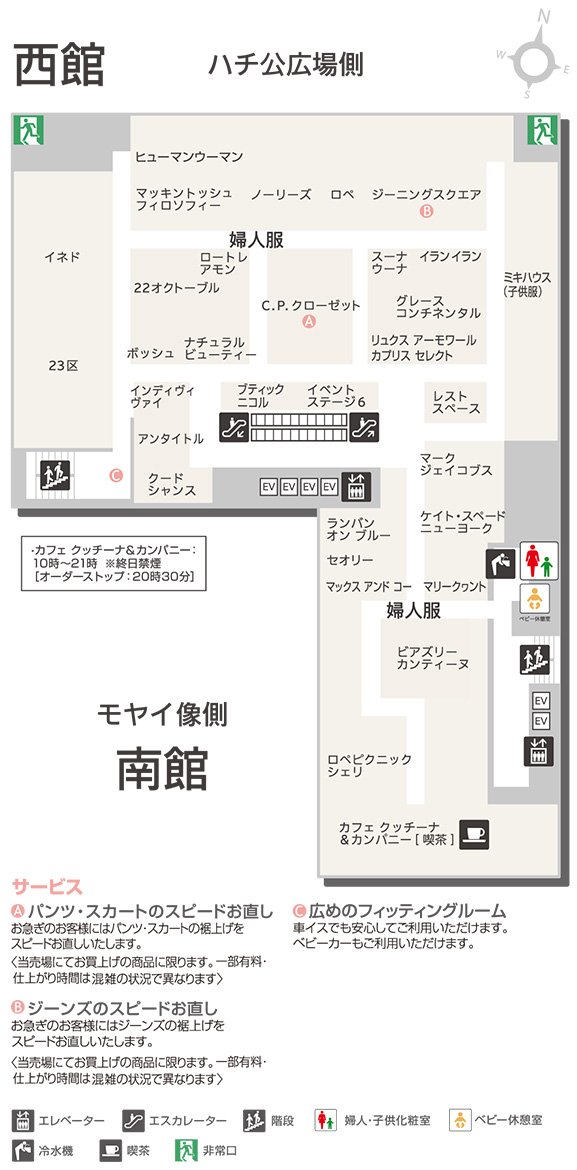 西館
ハチ公広場側
N
W
E
S
ヒューマンウーマン
マッキントッシュ
フィロソフィー
ノーリーズ
ロペ
ジーニングスクエア
B
婦人服
イネド
ロートレ
アモン
スーナ
ウーナ
イランイラン
ミキハウス
(子供服)
22オクトーブル
C.P.クローゼット
A
グレース
コンチネンタル
ボッシュ
ナチュラル
ビューティー
リュクス アーモワール
カプリス セレクト
23区
インディヴィ
ヴァイ
ブティック
ニコル
イベント
ステージ6
レスト
スペース
アンタイトル
C
クード
シャンス
EV
EV
EV
EV
マーク
ジェイコブス
ランバン
オン ブルー
ケイト・スペード
ニューヨーク
・カフェ クッチーナ&カンパニー:
10時〜21時 ※終日禁煙
[オーダーストップ:20時30分]
セオリー
マックス アンド コー
マリークヮント
婦人服
ベビー休憩室
ビアズリー
カンティーヌ
EV
EV
モヤイ像側
南館
ロペピクニック
シェリ
カフェ クッチーナ
&カンパニー[喫茶]
サービス
A パンツ・スカートのスピードお直し
お急ぎのお客様にはパンツ・スカートの裾上げを
スピードお直しいたします。
〈当売場にてお買上げの商品に限ります。一部有料・
仕上がり時間は混雑の状況で異なります〉
B ジーンズのスピードお直し
お急ぎのお客様にはジーンズの裾上げを
スピードお直しいたします。
〈当売場にてお買上げの商品に限ります。一部有料・
仕上がり時間は混雑の状況で異なります〉
C 広めのフィッティングルーム
車イスでも安心してご利用いただけます。
ベビーカーもご利用いただけます。
エレベーター
エスカレーター
階段
婦人・子供化粧室
ベビー休憩室
冷水機
喫茶
非常口